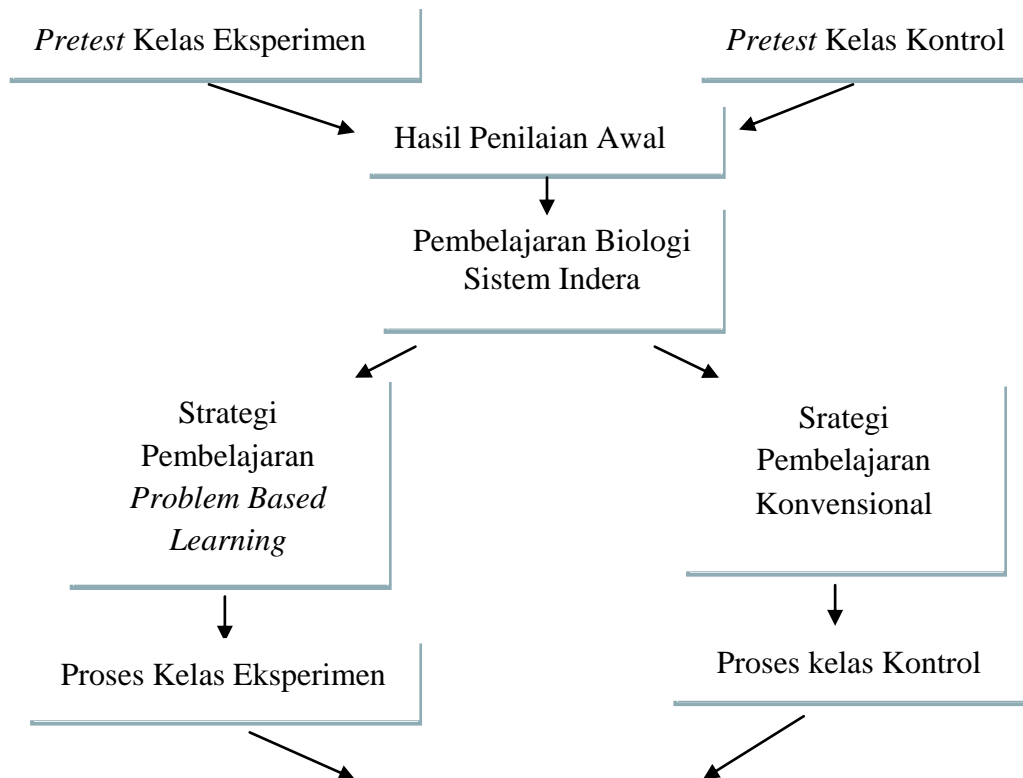 Pretest Kelas Eksperimen
Pretest Kelas Kontrol
Hasil Penilaian Awal
Pembelajaran Biologi
Sistem Indera
Strategi
Pembelajaran
Problem Based
Learning
Srategi
Pembelajaran
Konvensional
Proses Kelas Eksperimen
Proses kelas Kontrol